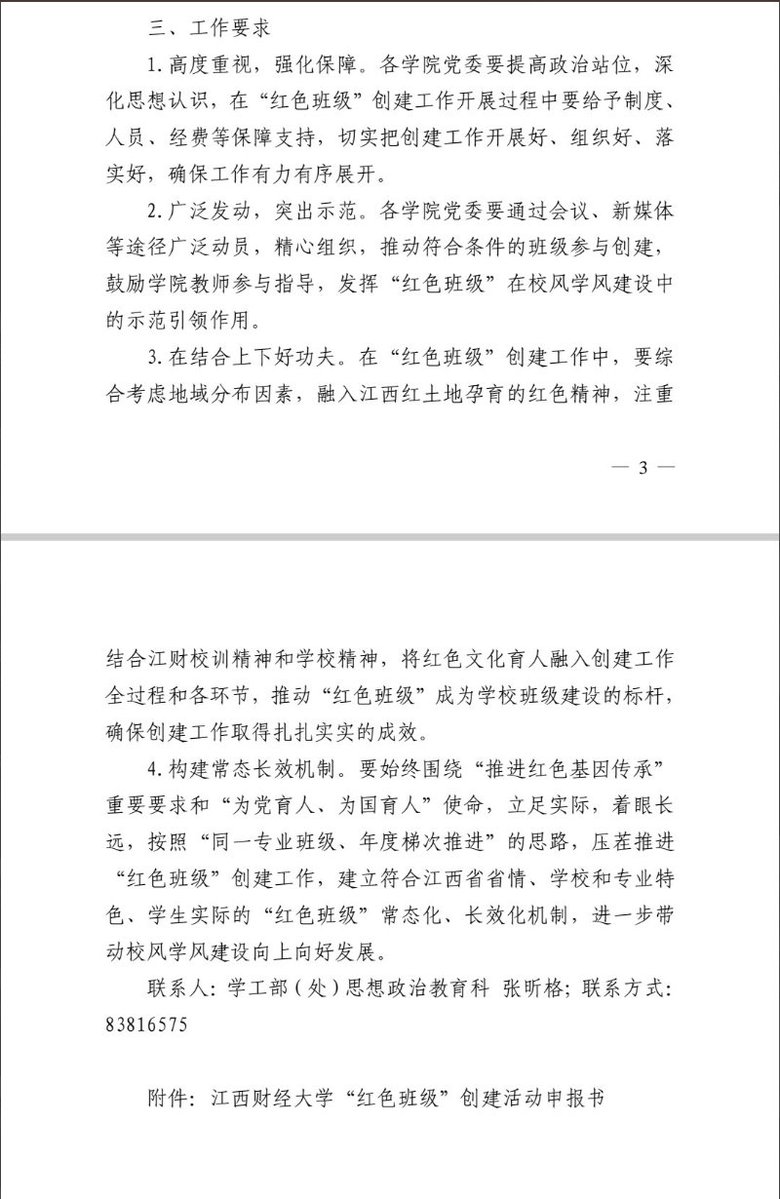 三、工作要求
1.高度重视，强化保障。各学院党委要提高政治站位，深
化思想认识，在“红色班级”创建工作开展过程中要给予制度、
人员、经费等保障支持，切实把创建工作开展好、组织好、落
实好，确保工作有力有序展开。
2.广泛发动，突出示范。各学院党委要通过会议、新媒体
等途径广泛动员，精心组织，推动符合条件的班级参与创建，
鼓励学院教师参与指导，发挥“红色班级”在校风学风建设中
的示范引领作用。
3.在结合上下好功夫。在“红色班级”创建工作中，要综
合考虑地域分布因素，融入江西红土地孕育的红色精神，注重
— 3 —
结合江财校训精神和学校精神，将红色文化育人融入创建工作
全过程和各环节，推动“红色班级”成为学校班级建设的标杆，
确保创建工作取得扎扎实实的成效。
4.构建常态长效机制。要始终围绕“推进红色基因传承”
重要要求和“为党育人、为国育人”使命，立足实际，着眼长
远，按照“同一专业班级、年度梯次推进”的思路，压茬推进
“红色班级”创建工作，建立符合江西省省情、学校和专业特
色、学生实际的“红色班级”常态化、长效化机制，进一步带
动校风学风建设向上向好发展。
联系人：学工部（处）思想政治教育科 张昕格；联系方式：
83816575
附件：江西财经大学“红色班级”创建活动申报书